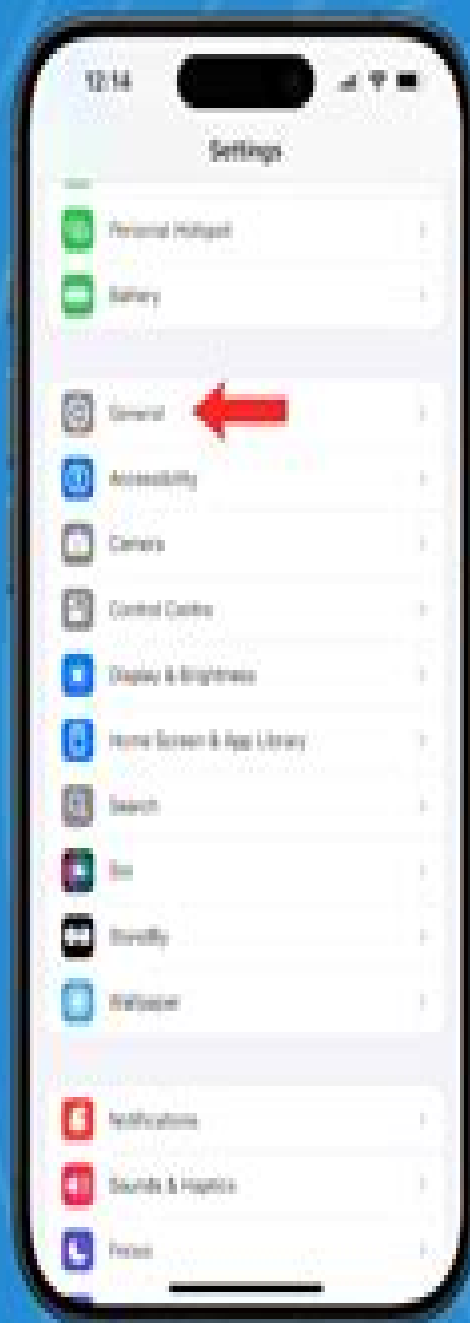 12:14
Settings
Personal Hotspot
Battery
General
Accessibility
Camera
Control Centre
Display & Brightness
Home Screen & App Library
Search
Siri
StandBy
Wallpaper
Notifications
Sounds & Haptics
Focus